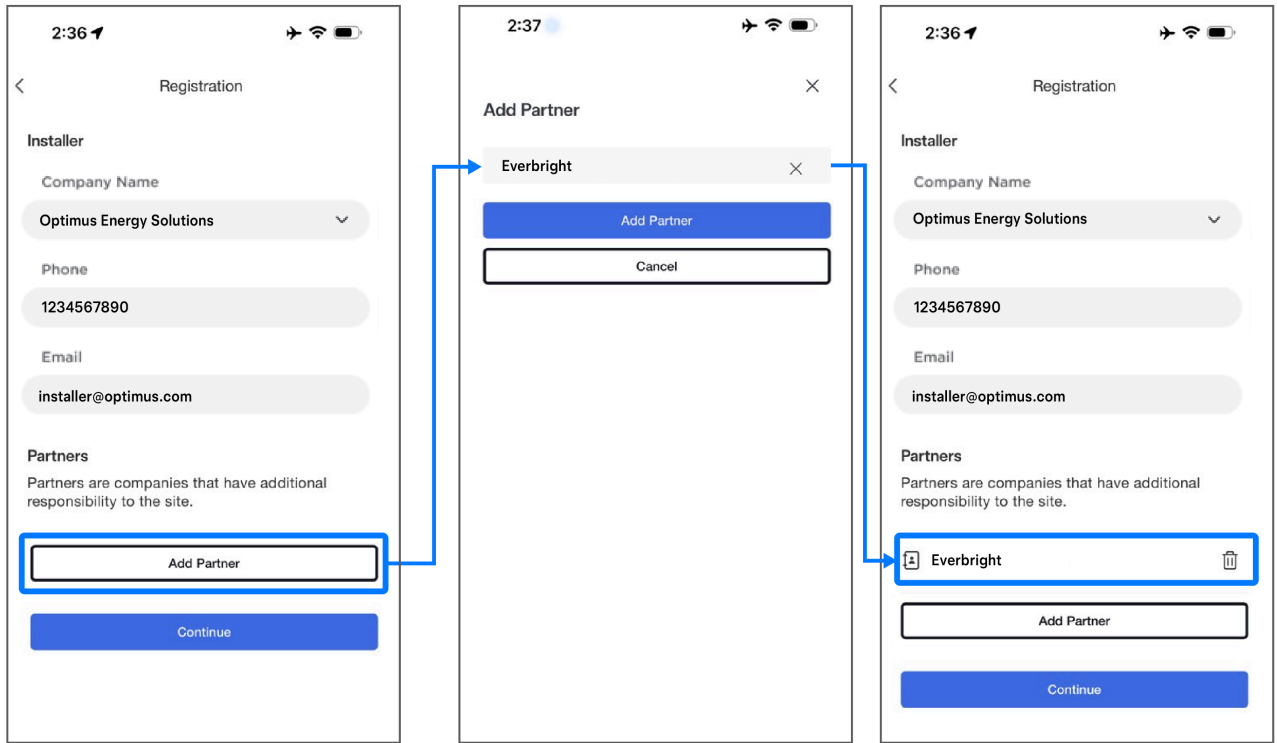 2:36
Registration
Installer
Company Name
Optimus Energy Solutions
Phone
1234567890
Email
installer@optimus.com
Partners
Partners are companies that have additional
responsibility to the site.
Add Partner
Continue
2:37
Add Partner
Everbright
Add Partner
Cancel
2:36
Registration
Installer
Company Name
Optimus Energy Solutions
Phone
1234567890
Email
installer@optimus.com
Partners
Partners are companies that have additional
responsibility to the site.
Everbright
Add Partner
Continue